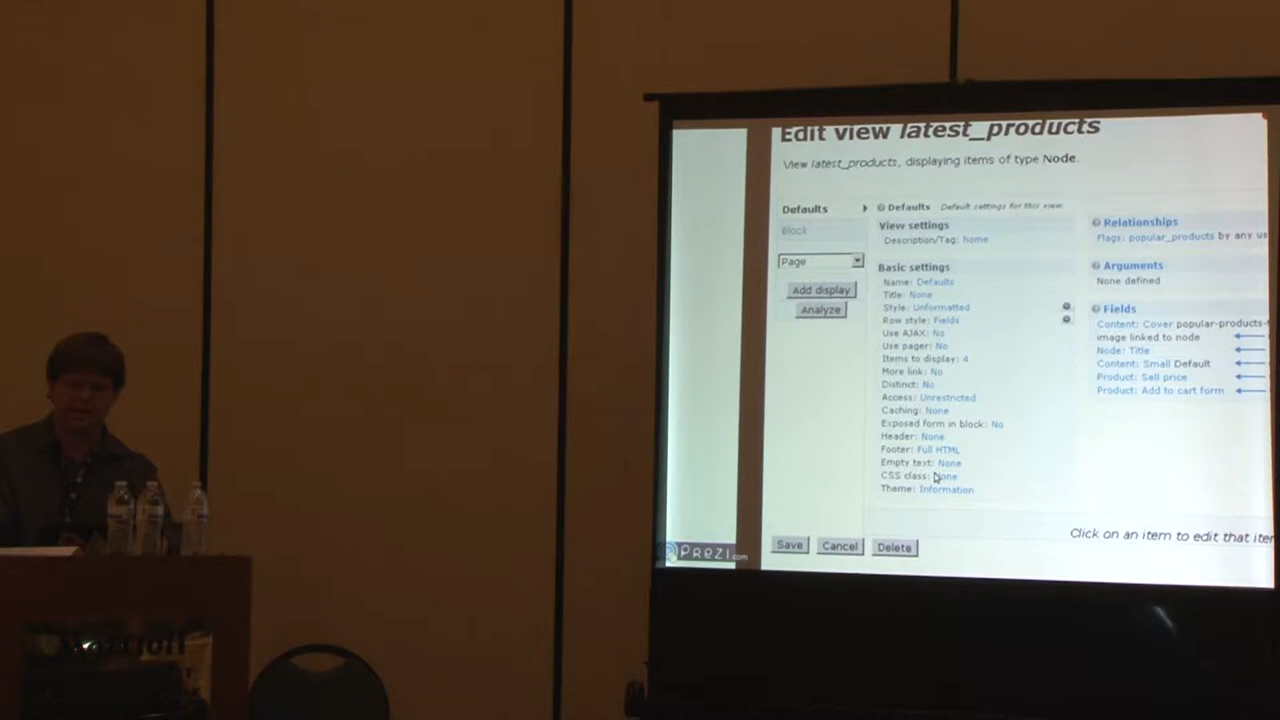 Edit view latest_products
View latest_products, displaying items of type Node.
Defaults
Block
Page
Add display
Analyze
Defaults Default settings for this view.
View settings
Description/Tag: home
Basic settings
Name: Defaults
Title: None
Style: Unformatted
Row style: Fields
Use AJAX: No
Use pager: No
Items to display: 4
More link: No
Distinct: No
Access: Unrestricted
Caching: None
Exposed form in block: No
Header: None
Footer: Full HTML
Empty text: None
CSS class: None
Theme: Information
Relationships
Flags: popular_products by any us
Arguments
None defined
Fields
Content: Cover popular-products-
image linked to node
Node: Title
Content: Small Default
Product: Sell price
Product: Add to cart form
Click on an item to edit that iter
Save Cancel Delete
PREZI.com
Marriott